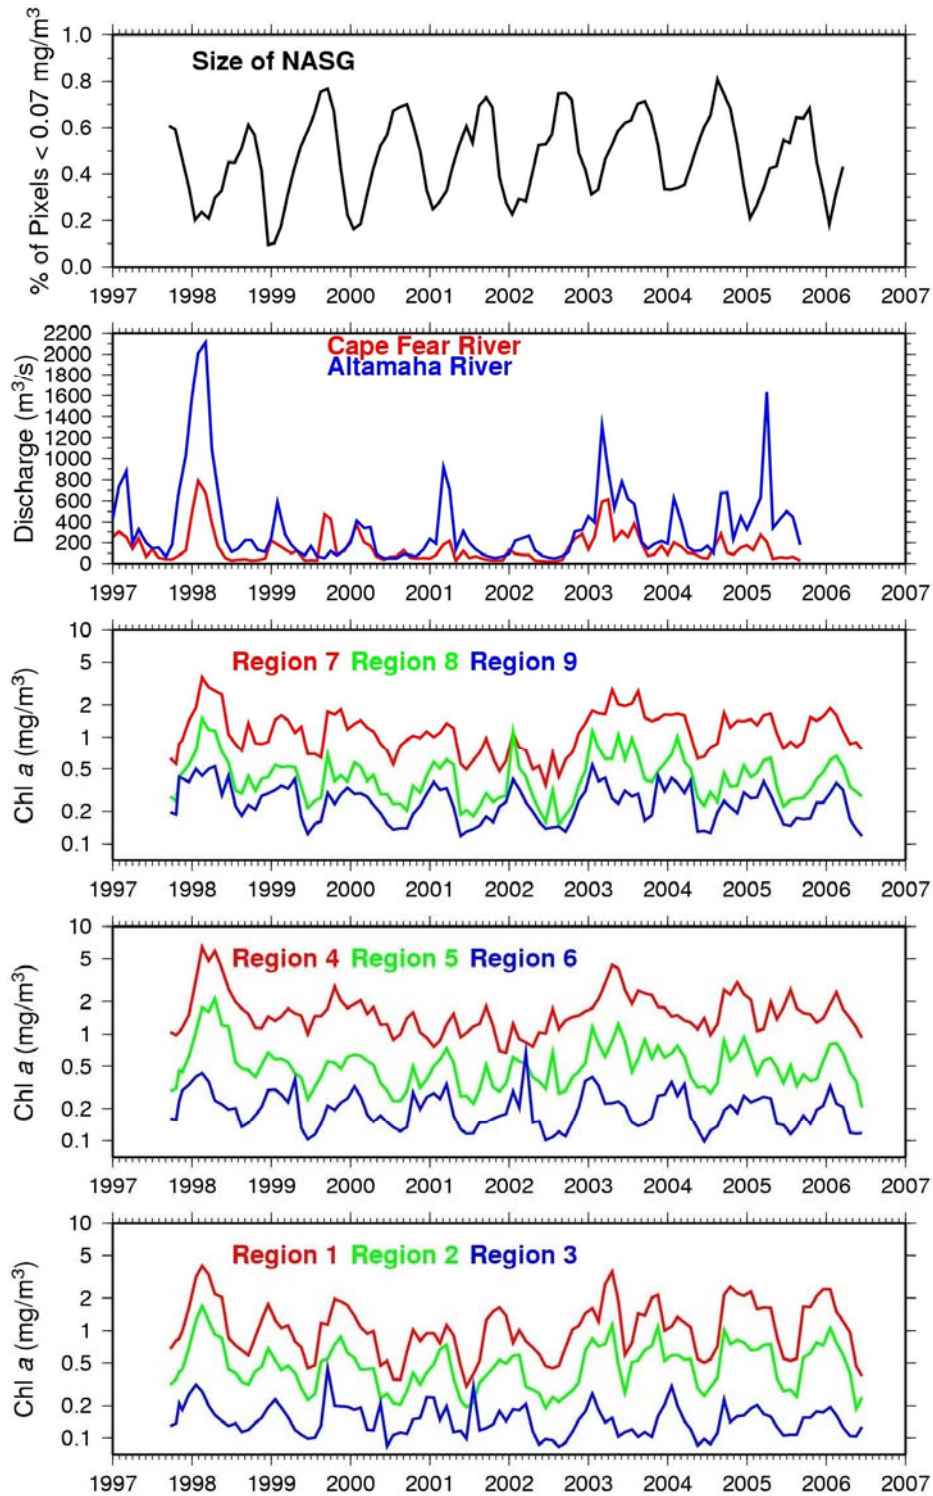 % of Pixels < 0.07 mg/m³
1.0
0.8
0.6
0.4
0.2
0.0
Size of NASG
1997 1998 1999 2000 2001 2002 2003 2004 2005 2006 2007
Discharge (m³/s)
2200
2000
1800
1600
1400
1200
1000
800
600
400
200
0
Cape Fear River
Altamaha River
1997 1998 1999 2000 2001 2002 2003 2004 2005 2006 2007
Chl a (mg/m³)
10
5
2
1
0.5
0.2
0.1
Region 7 Region 8 Region 9
1997 1998 1999 2000 2001 2002 2003 2004 2005 2006 2007
Chl a (mg/m³)
10
5
2
1
0.5
0.2
0.1
Region 4 Region 5 Region 6
1997 1998 1999 2000 2001 2002 2003 2004 2005 2006 2007
Chl a (mg/m³)
10
5
2
1
0.5
0.2
0.1
Region 1 Region 2 Region 3
1997 1998 1999 2000 2001 2002 2003 2004 2005 2006 2007